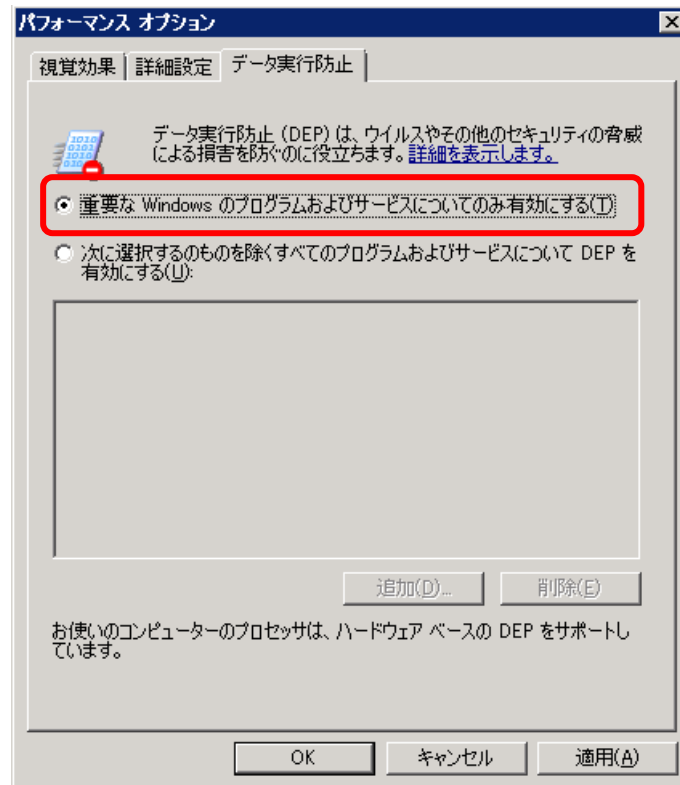 パフォーマンス オプション
視覚効果 詳細設定 データ実行防止
データ実行防止 (DEP) は、ウイルスやその他のセキュリティの脅威
による損害を防ぐのに役立ちます。詳細を表示します。
重要な Windows のプログラムおよびサービスについてのみ有効にする(T)
次に選択するのものを除くすべてのプログラムおよびサービスについて DEP を
有効にする(U):
追加(D)... 削除(E)
お使いのコンピューターのプロセッサは、ハードウェア ベースの DEP をサポートし
ています。
OK キャンセル 適用(A)